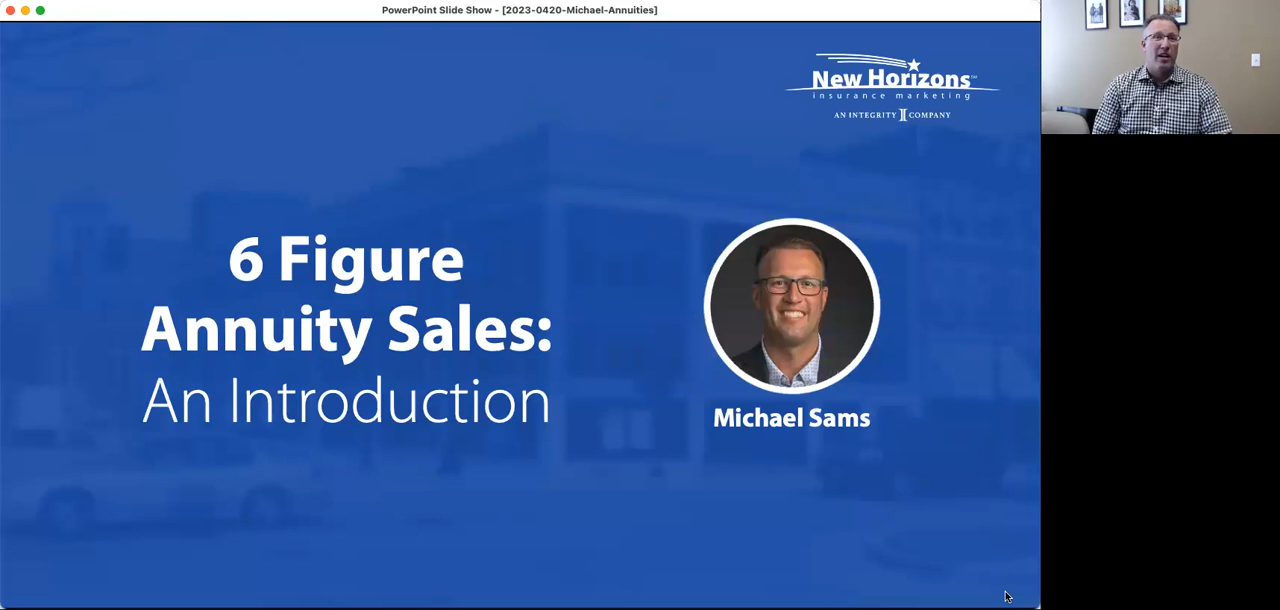 PowerPoint Slide Show - [2023-0420-Michael-Annuities]
New Horizons™
insurance marketing
AN INTEGRITY COMPANY
6 Figure
Annuity Sales:
An Introduction
Michael Sams